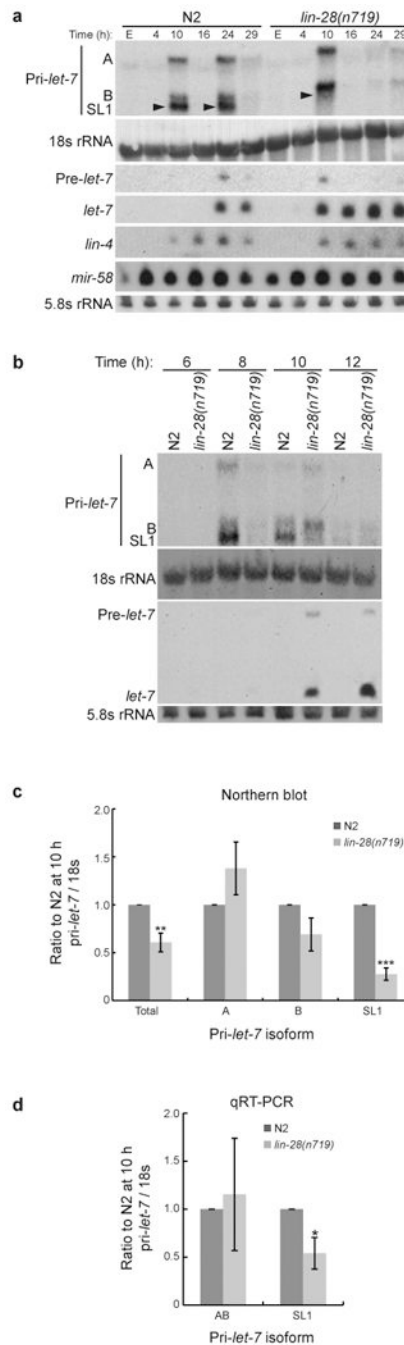 a
N2 lin-28(n719)
Time (h): E 4 10 16 24 29 E 4 10 16 24 29
Pri-let-7
A
B
SL1
18s rRNA
Pre-let-7
let-7
lin-4
mir-58
5.8s rRNA
b
Time (h): 6 8 10 12
N2 lin-28(n719) N2 lin-28(n719) N2 lin-28(n719) N2 lin-28(n719)
Pri-let-7
A
B
SL1
18s rRNA
Pre-let-7
let-7
5.8s rRNA
c
Northern blot
N2
lin-28(n719)
Ratio to N2 at 10 h
pri-let-7 / 18s
2.0
1.5
1.0
0.5
0
**
***
Total A B SL1
Pri-let-7 isoform
d
qRT-PCR
N2
lin-28(n719)
Ratio to N2 at 10 h
pri-let-7 / 18s
2.0
1.5
1.0
0.5
0
*
AB SL1
Pri-let-7 isoform